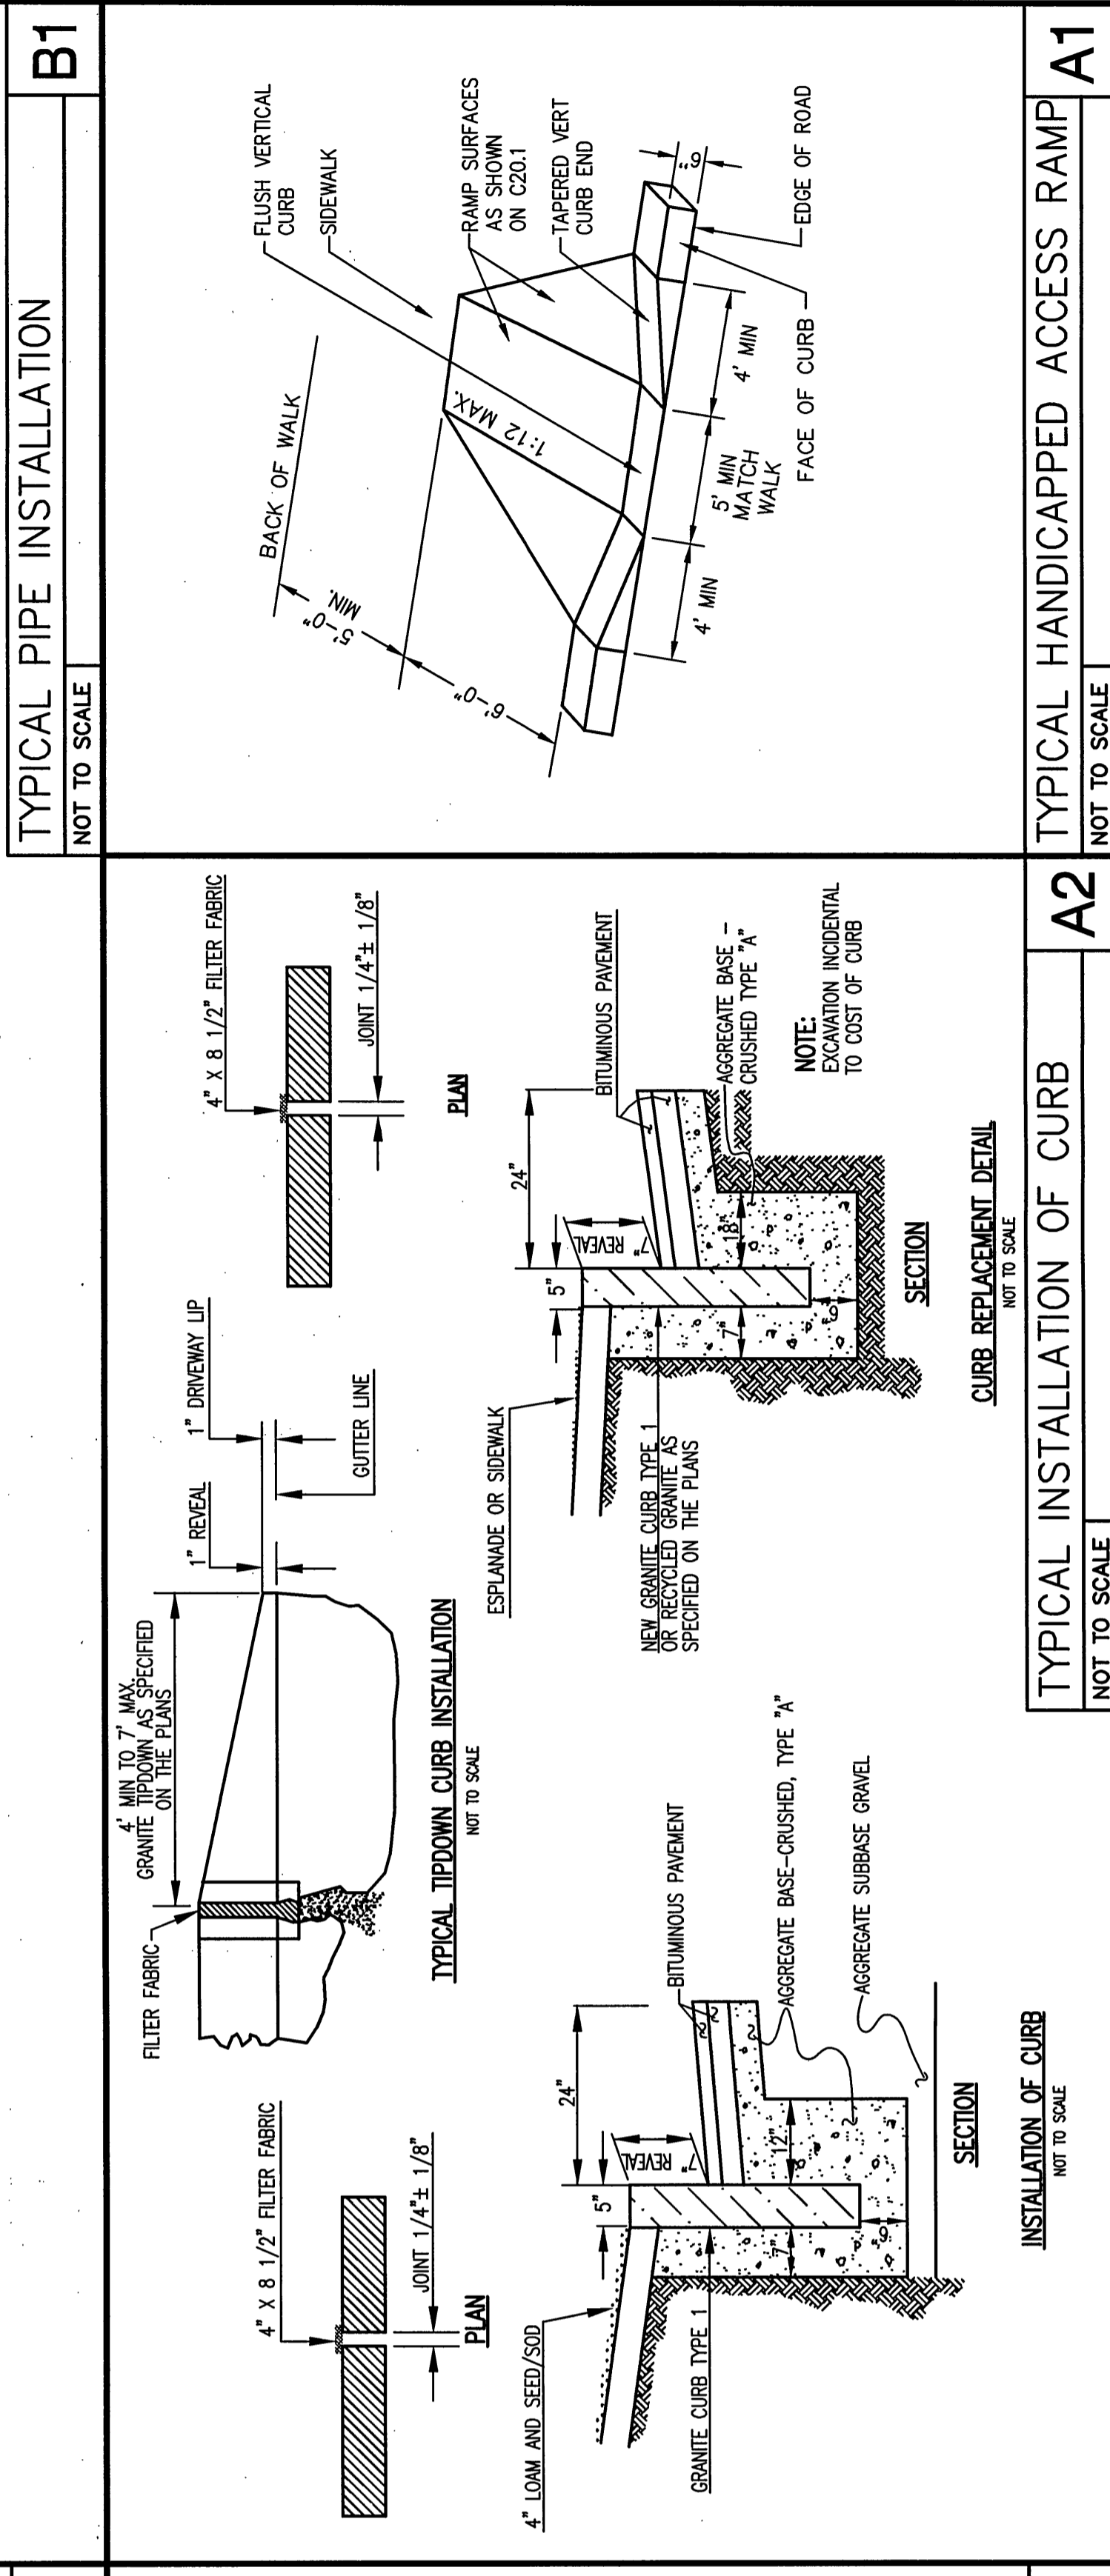 TYPICAL PIPE INSTALLATION
B1
NOT TO SCALE
4" X 8 1/2" FILTER FABRIC
JOINT 1/4"± 1/8"
PLAN
FILTER FABRIC
4' MIN TO 7' MAX.
GRANITE TIPDOWN AS SPECIFIED
ON THE PLANS
1" REVEAL
1" DRIVEWAY LIP
GUTTER LINE
TYPICAL TIPDOWN CURB INSTALLATION
NOT TO SCALE
4" X 8 1/2" FILTER FABRIC
JOINT 1/4"± 1/8"
PLAN
4" LOAM AND SEED/SOD
GRANITE CURB TYPE 1
5"
24"
7"
REVEAL
7"
12"
6"
BITUMINOUS PAVEMENT
AGGREGATE BASE-CRUSHED, TYPE "A"
AGGREGATE SUBBASE GRAVEL
SECTION
INSTALLATION OF CURB
NOT TO SCALE
ESPLANADE OR SIDEWALK
NEW GRANITE CURB TYPE 1
OR RECYCLED GRANITE AS
SPECIFIED ON THE PLANS
5"
24"
7"
REVEAL
7"
18"
6"
BITUMINOUS PAVEMENT
AGGREGATE BASE -
CRUSHED TYPE "A"
NOTE:
EXCAVATION INCIDENTAL
TO COST OF CURB
SECTION
CURB REPLACEMENT DETAIL
NOT TO SCALE
TYPICAL INSTALLATION OF CURB
A2
NOT TO SCALE
BACK OF WALK
5'-0"
MIN.
6'-0"
1:12 MAX.
FLUSH VERTICAL
CURB
SIDEWALK
RAMP SURFACES
AS SHOWN
ON C20.1
TAPERED VERT
CURB END
6"
4' MIN
5' MIN
MATCH
WALK
4' MIN
FACE OF CURB
EDGE OF ROAD
TYPICAL HANDICAPPED ACCESS RAMP
A1
NOT TO SCALE